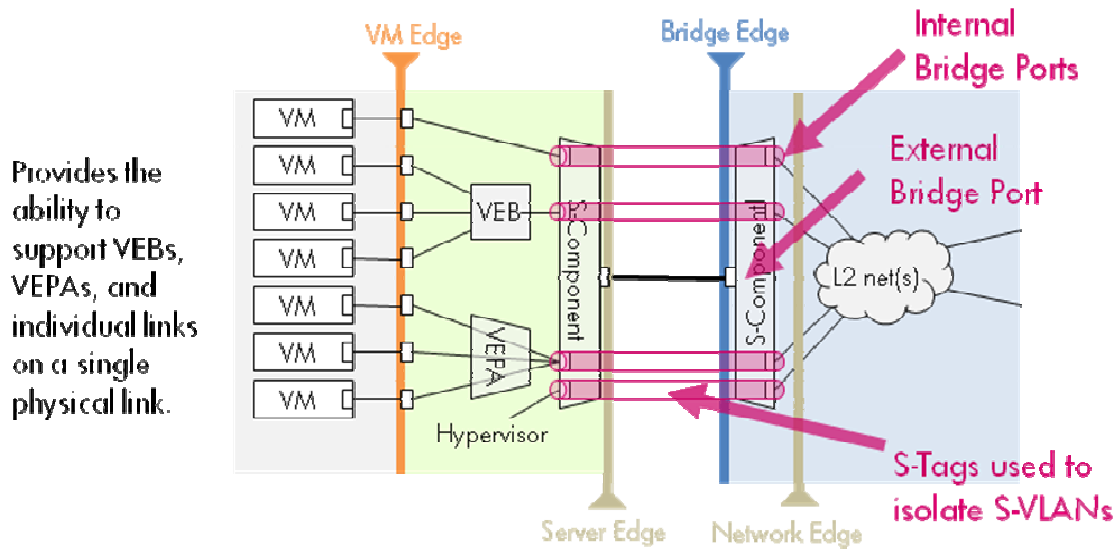 Internal
Bridge Ports
VM Edge
Bridge Edge
External
Bridge Port
Provides the
ability to
support VEBs,
VEPAs, and
individual links
on a single
physical link.
VM
VM
VM
VM
VM
VM
VM
VEB
VEPA
S-Component
S-Component
L2 net(s)
Hypervisor
S-Tags used to
isolate S-VLANs
Server Edge
Network Edge